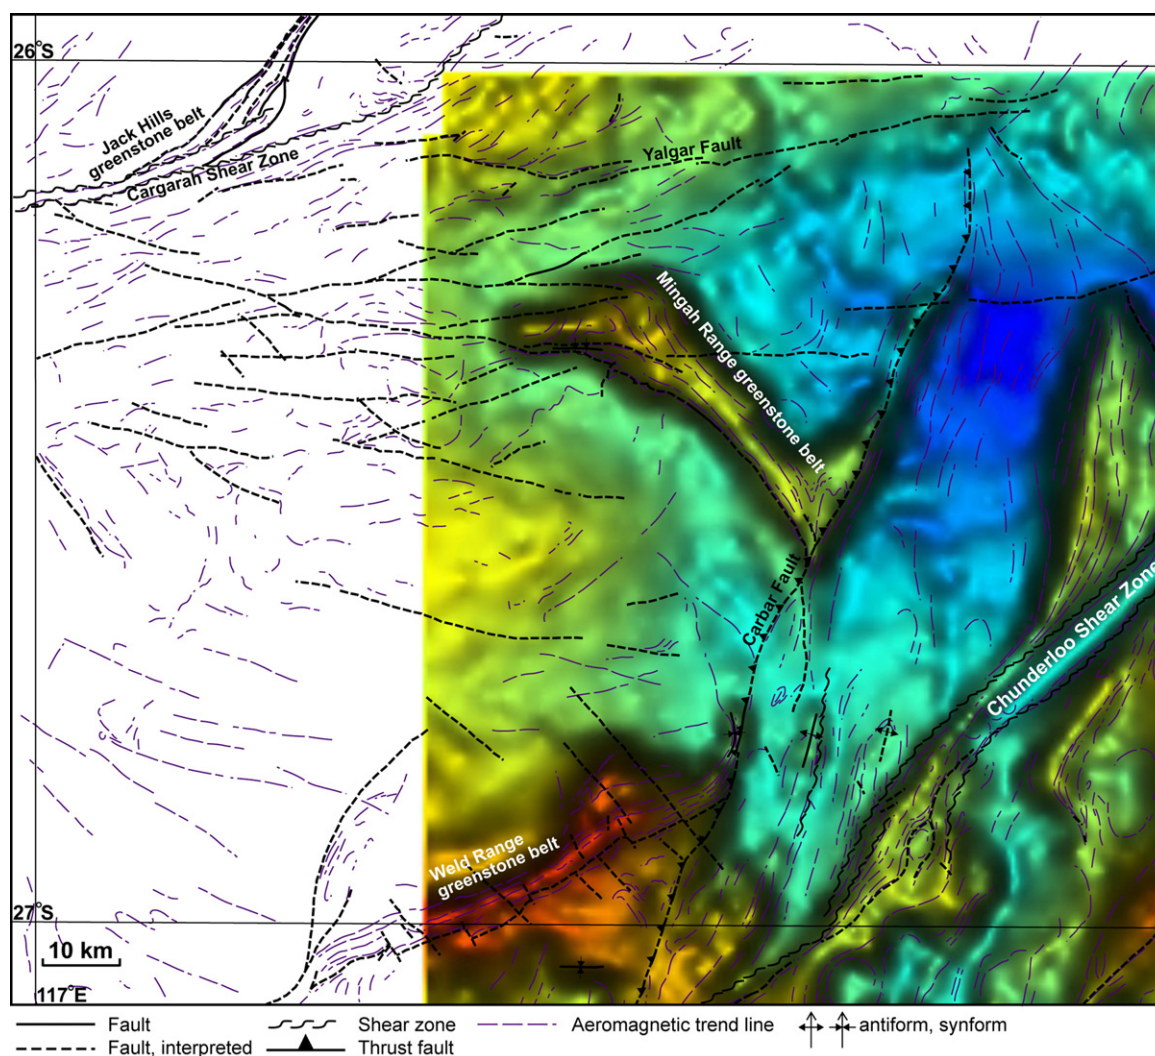 26°S
Jack Hills
greenstone belt
Cargarah Shear Zone
Yalgar Fault
Mingah Range greenstone belt
Carbar Fault
Chunderloo Shear Zone
Weld Range
greenstone belt
27°S
10 km
117°E
Fault
Shear zone
Aeromagnetic trend line
antiform, synform
Fault, interpreted
Thrust fault